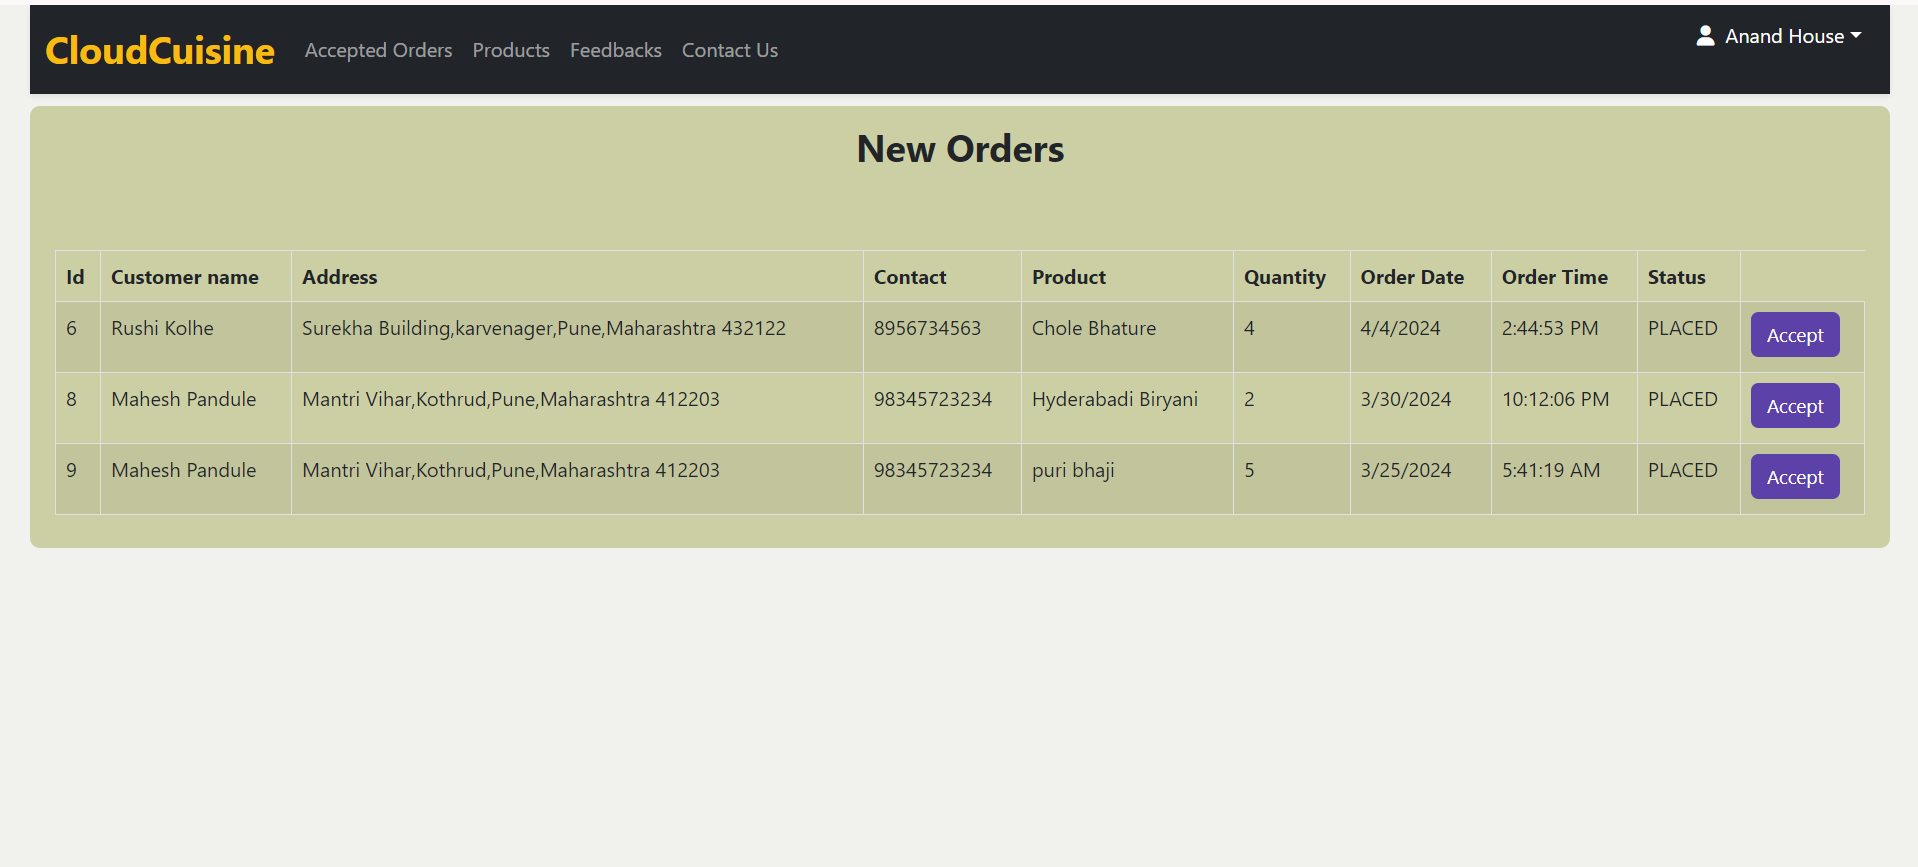 CloudCuisine Accepted Orders Products Feedbacks Contact Us Anand House
New Orders
Id Customer name Address Contact Product Quantity Order Date Order Time Status
6 Rushi Kolhe Surekha Building,karvenager,Pune,Maharashtra 432122 8956734563 Chole Bhature 4 4/4/2024 2:44:53 PM PLACED Accept
8 Mahesh Pandule Mantri Vihar,Kothrud,Pune,Maharashtra 412203 98345723234 Hyderabadi Biryani 2 3/30/2024 10:12:06 PM PLACED Accept
9 Mahesh Pandule Mantri Vihar,Kothrud,Pune,Maharashtra 412203 98345723234 puri bhaji 5 3/25/2024 5:41:19 AM PLACED Accept